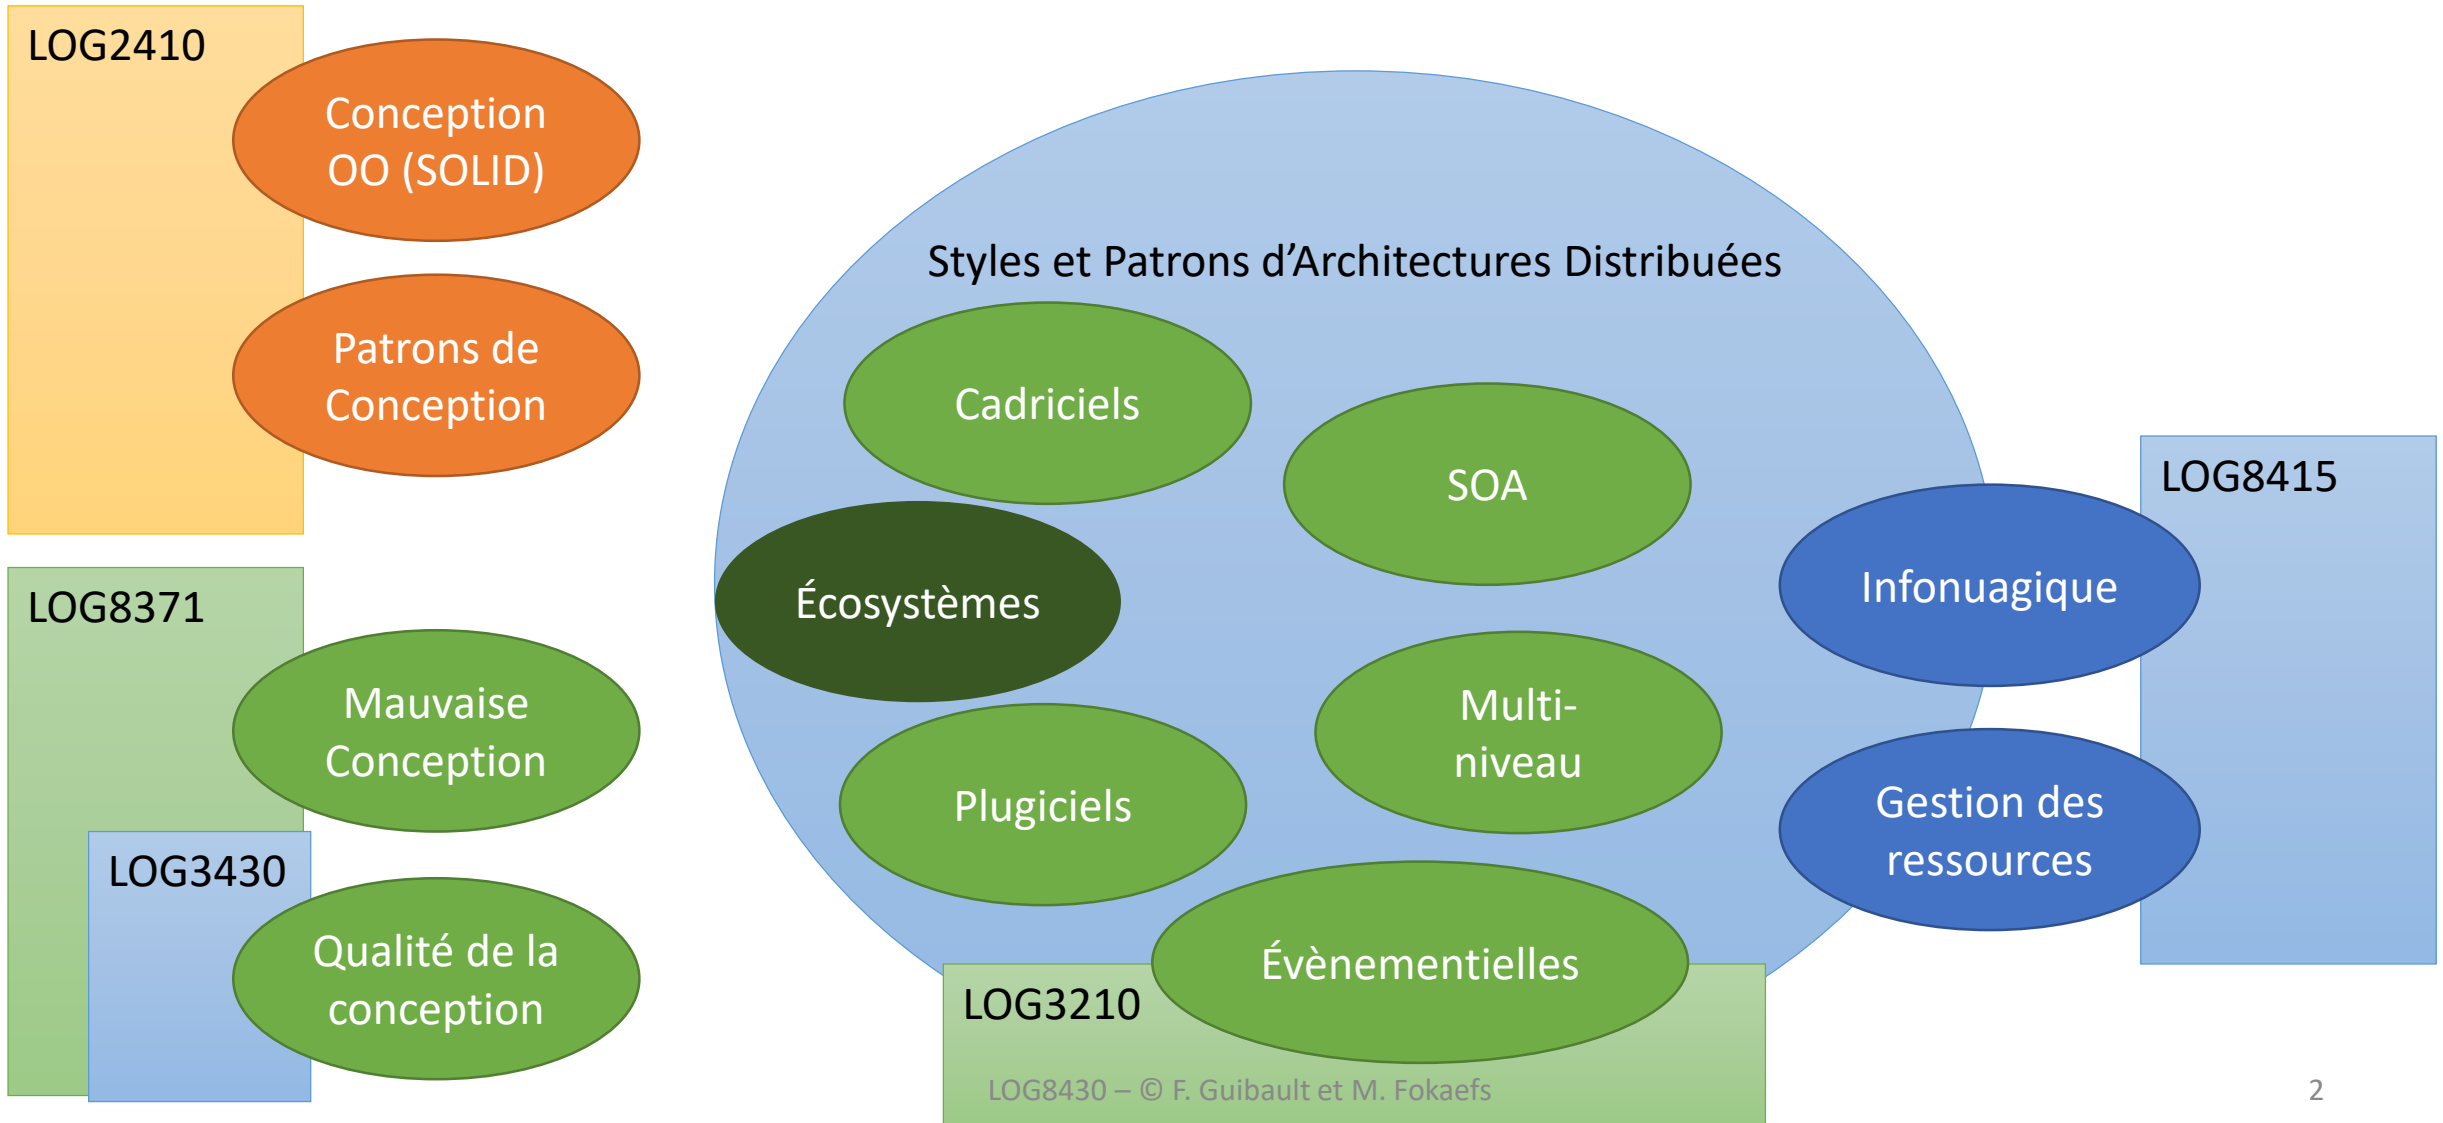 LOG2410
Conception
OO (SOLID)
Patrons de
Conception
LOG8371
Mauvaise
Conception
LOG3430
Qualité de la
conception
Styles et Patrons d’Architectures Distribuées
Cadriciels
SOA
Écosystèmes
Multi-
niveau
Plugiciels
Évènementielles
LOG3210
LOG8415
Infonuagique
Gestion des
ressources
LOG8430 – © F. Guibault et M. Fokaefs
2